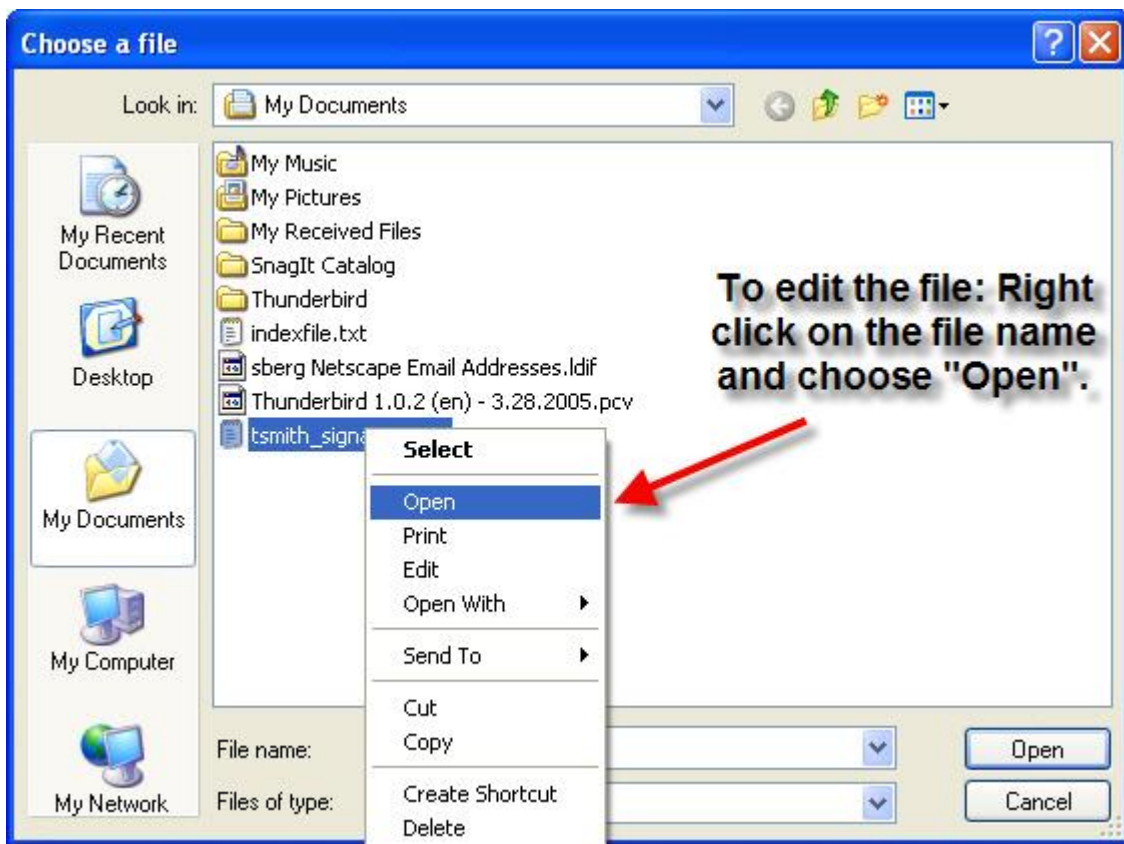 Choose a file
Look in:
My Documents
My Recent
Documents
Desktop
My Documents
My Computer
My Network
My Music
My Pictures
My Received Files
SnagIt Catalog
Thunderbird
indexfile.txt
sberg Netscape Email Addresses.ldif
Thunderbird 1.0.2 (en) - 3.28.2005.pcv
To edit the file: Right
click on the file name
and choose "Open".
Select
Open
Print
Edit
Open With
Send To
Cut
Copy
Create Shortcut
Delete
File name:
Open
Files of type:
Cancel